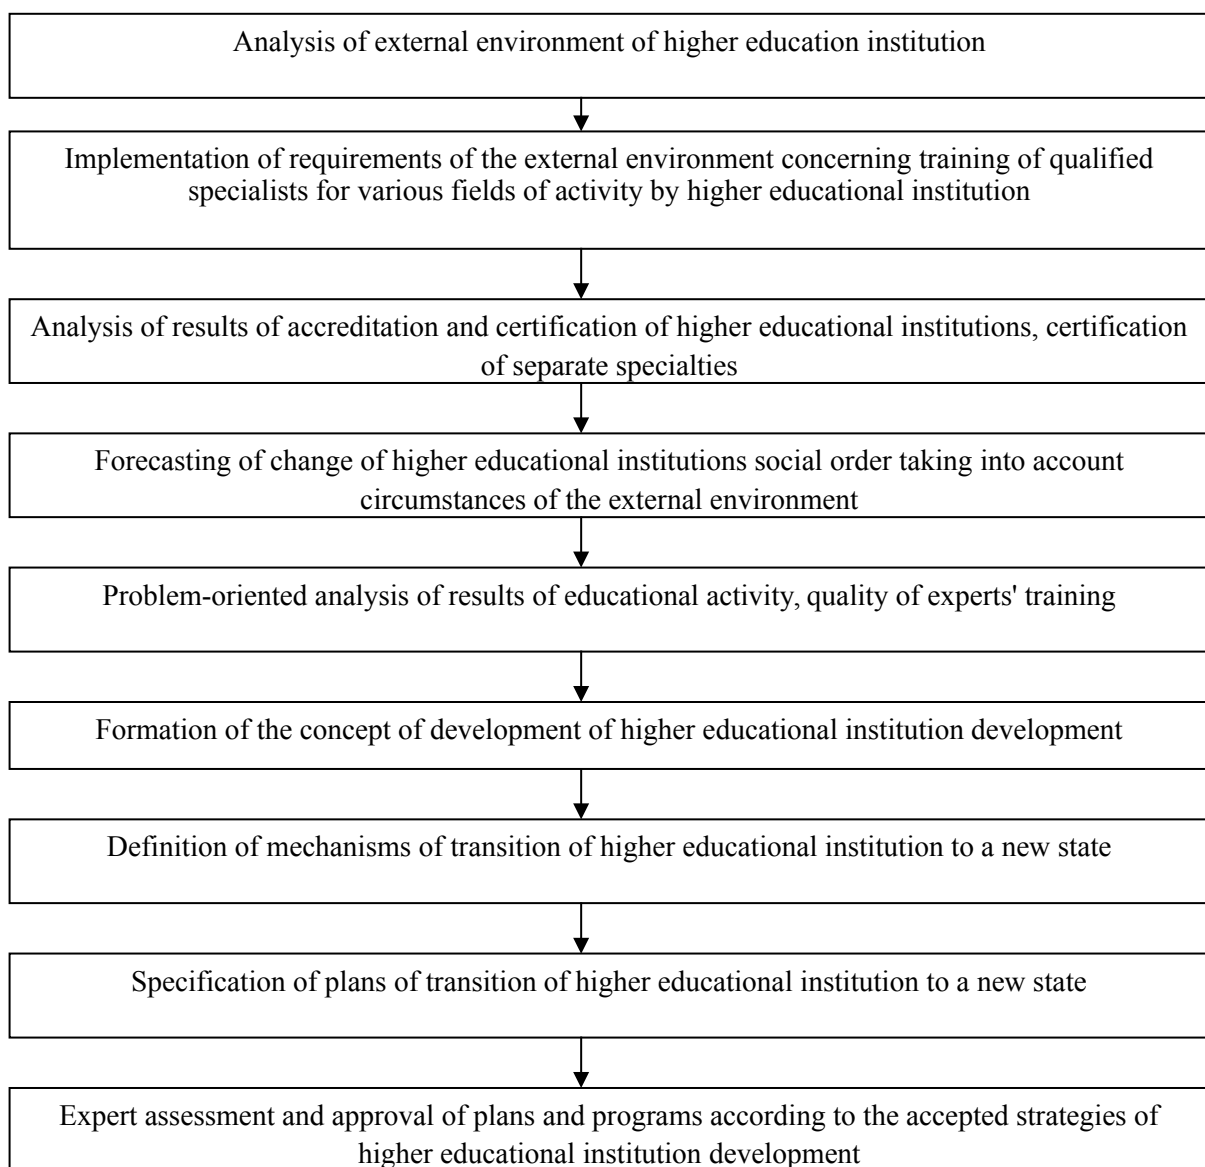 Analysis of external environment of higher education institution
Implementation of requirements of the external environment concerning training of qualified
specialists for various fields of activity by higher educational institution
Analysis of results of accreditation and certification of higher educational institutions, certification
of separate specialties
Forecasting of change of higher educational institutions social order taking into account
circumstances of the external environment
Problem-oriented analysis of results of educational activity, quality of experts' training
Formation of the concept of development of higher educational institution development
Definition of mechanisms of transition of higher educational institution to a new state
Specification of plans of transition of higher educational institution to a new state
Expert assessment and approval of plans and programs according to the accepted strategies of
higher educational institution development